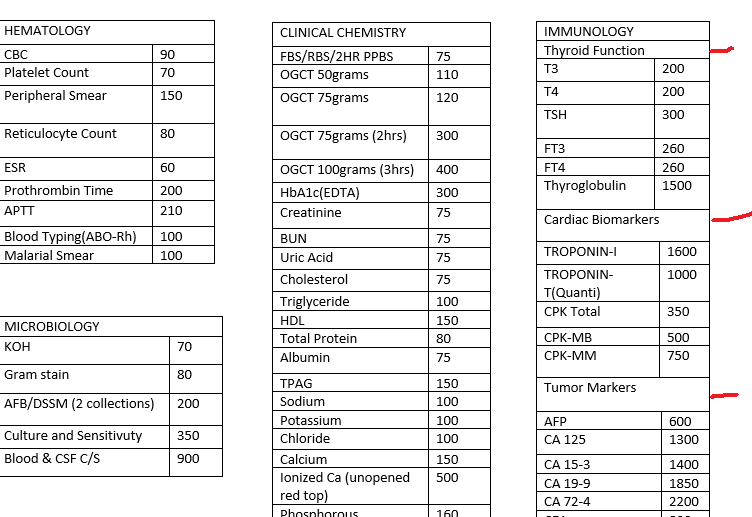 HEMATOLOGY
CBC 90
Platelet Count 70
Peripheral Smear 150
Reticulocyte Count 80
ESR 60
Prothrombin Time 200
APTT 210
Blood Typing(ABO-Rh) 100
Malarial Smear 100
MICROBIOLOGY
KOH 70
Gram stain 80
AFB/DSSM (2 collections) 200
Culture and Sensitivuty 350
Blood & CSF C/S 900
CLINICAL CHEMISTRY
FBS/RBS/2HR PPBS 75
OGCT 50grams 110
OGCT 75grams 120
OGCT 75grams (2hrs) 300
OGCT 100grams (3hrs) 400
HbA1c(EDTA) 300
Creatinine 75
BUN 75
Uric Acid 75
Cholesterol 75
Triglyceride 100
HDL 150
Total Protein 80
Albumin 75
TPAG 150
Sodium 100
Potassium 100
Chloride 100
Calcium 150
Ionized Ca (unopened 500
red top)
Phosphorous 160
IMMUNOLOGY
Thyroid Function
T3 200
T4 200
TSH 300
FT3 260
FT4 260
Thyroglobulin 1500
Cardiac Biomarkers
TROPONIN-I 1600
TROPONIN- 1000
T(Quanti)
CPK Total 350
CPK-MB 500
CPK-MM 750
Tumor Markers
AFP 600
CA 125 1300
CA 15-3 1400
CA 19-9 1850
CA 72-4 2200